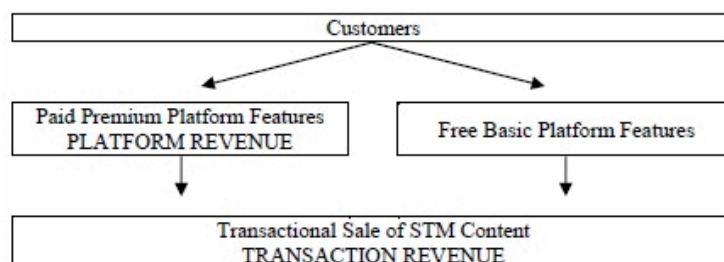 Customers
Paid Premium Platform Features
PLATFORM REVENUE
Free Basic Platform Features
Transactional Sale of STM Content
TRANSACTION REVENUE